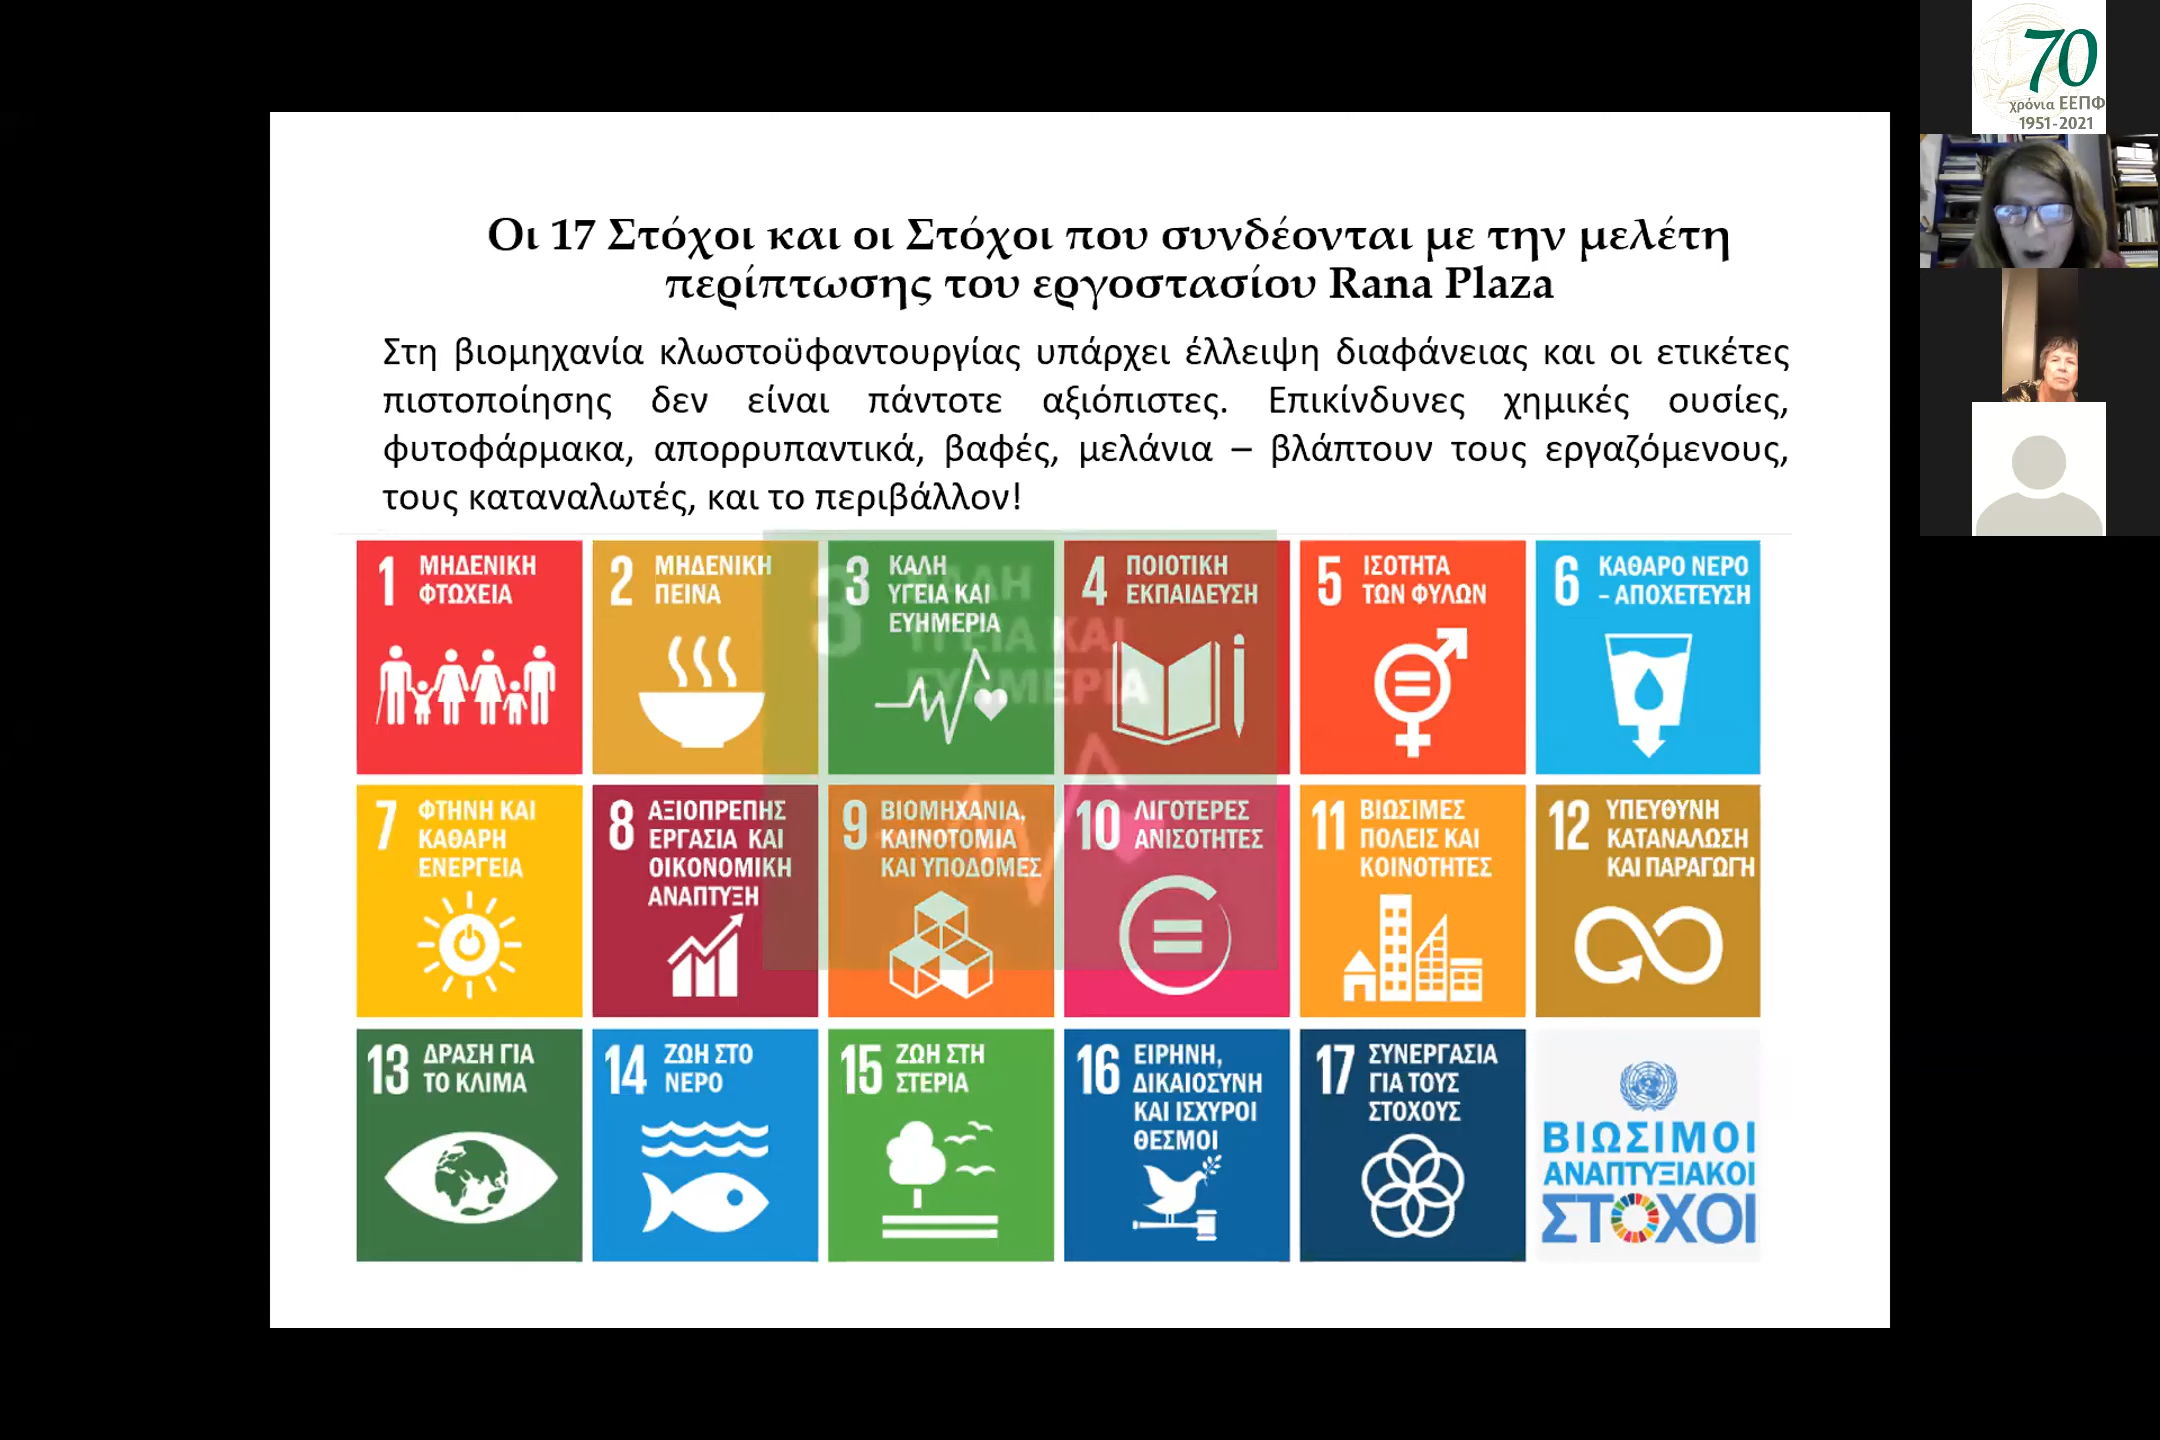 Οι 17 Στόχοι και οι Στόχοι που συνδέονται με την μελέτη
περίπτωσης του εργοστασίου Rana Plaza
Στη βιομηχανία κλωστοϋφαντουργίας υπάρχει έλλειψη διαφάνειας και οι ετικέτες
πιστοποίησης δεν είναι πάντοτε αξιόπιστες. Επικίνδυνες χημικές ουσίες,
φυτοφάρμακα, απορρυπαντικά, βαφές, μελάνια – βλάπτουν τους εργαζόμενους,
τους καταναλωτές, και το περιβάλλον!
1 ΜΗΔΕΝΙΚΗ
ΦΤΩΧΕΙΑ
2 ΜΗΔΕΝΙΚΗ
ΠΕΙΝΑ
3 ΚΑΛΗ
ΥΓΕΙΑ ΚΑΙ
ΕΥΗΜΕΡΙΑ
3 ΚΑΛΗ
ΥΓΕΙΑ ΚΑΙ
ΕΥΗΜΕΡΙΑ
4 ΠΟΙΟΤΙΚΗ
ΕΚΠΑΙΔΕΥΣΗ
5 ΙΣΟΤΗΤΑ
ΤΩΝ ΦΥΛΩΝ
6 ΚΑΘΑΡΟ ΝΕΡΟ
– ΑΠΟΧΕΤΕΥΣΗ
7 ΦΤΗΝΗ ΚΑΙ
ΚΑΘΑΡΗ
ΕΝΕΡΓΕΙΑ
8 ΑΞΙΟΠΡΕΠΗΣ
ΕΡΓΑΣΙΑ ΚΑΙ
ΟΙΚΟΝΟΜΙΚΗ
ΑΝΑΠΤΥΞΗ
9 ΒΙΟΜΗΧΑΝΙΑ,
ΚΑΙΝΟΤΟΜΙΑ
ΚΑΙ ΥΠΟΔΟΜΕΣ
10 ΛΙΓΟΤΕΡΕΣ
ΑΝΙΣΟΤΗΤΕΣ
11 ΒΙΩΣΙΜΕΣ
ΠΟΛΕΙΣ ΚΑΙ
ΚΟΙΝΟΤΗΤΕΣ
12 ΥΠΕΥΘΥΝΗ
ΚΑΤΑΝΑΛΩΣΗ
ΚΑΙ ΠΑΡΑΓΩΓΗ
13 ΔΡΑΣΗ ΓΙΑ
ΤΟ ΚΛΙΜΑ
14 ΖΩΗ ΣΤΟ
ΝΕΡΟ
15 ΖΩΗ ΣΤΗ
ΣΤΕΡΙΑ
16 ΕΙΡΗΝΗ,
ΔΙΚΑΙΟΣΥΝΗ
ΚΑΙ ΙΣΧΥΡΟΙ
ΘΕΣΜΟΙ
17 ΣΥΝΕΡΓΑΣΙΑ
ΓΙΑ ΤΟΥΣ
ΣΤΟΧΟΥΣ
ΒΙΩΣΙΜΟΙ
ΑΝΑΠΤΥΞΙΑΚΟΙ
ΣΤΟΧΟΙ
70
χρόνια ΕΕΠΦ
1951-2021